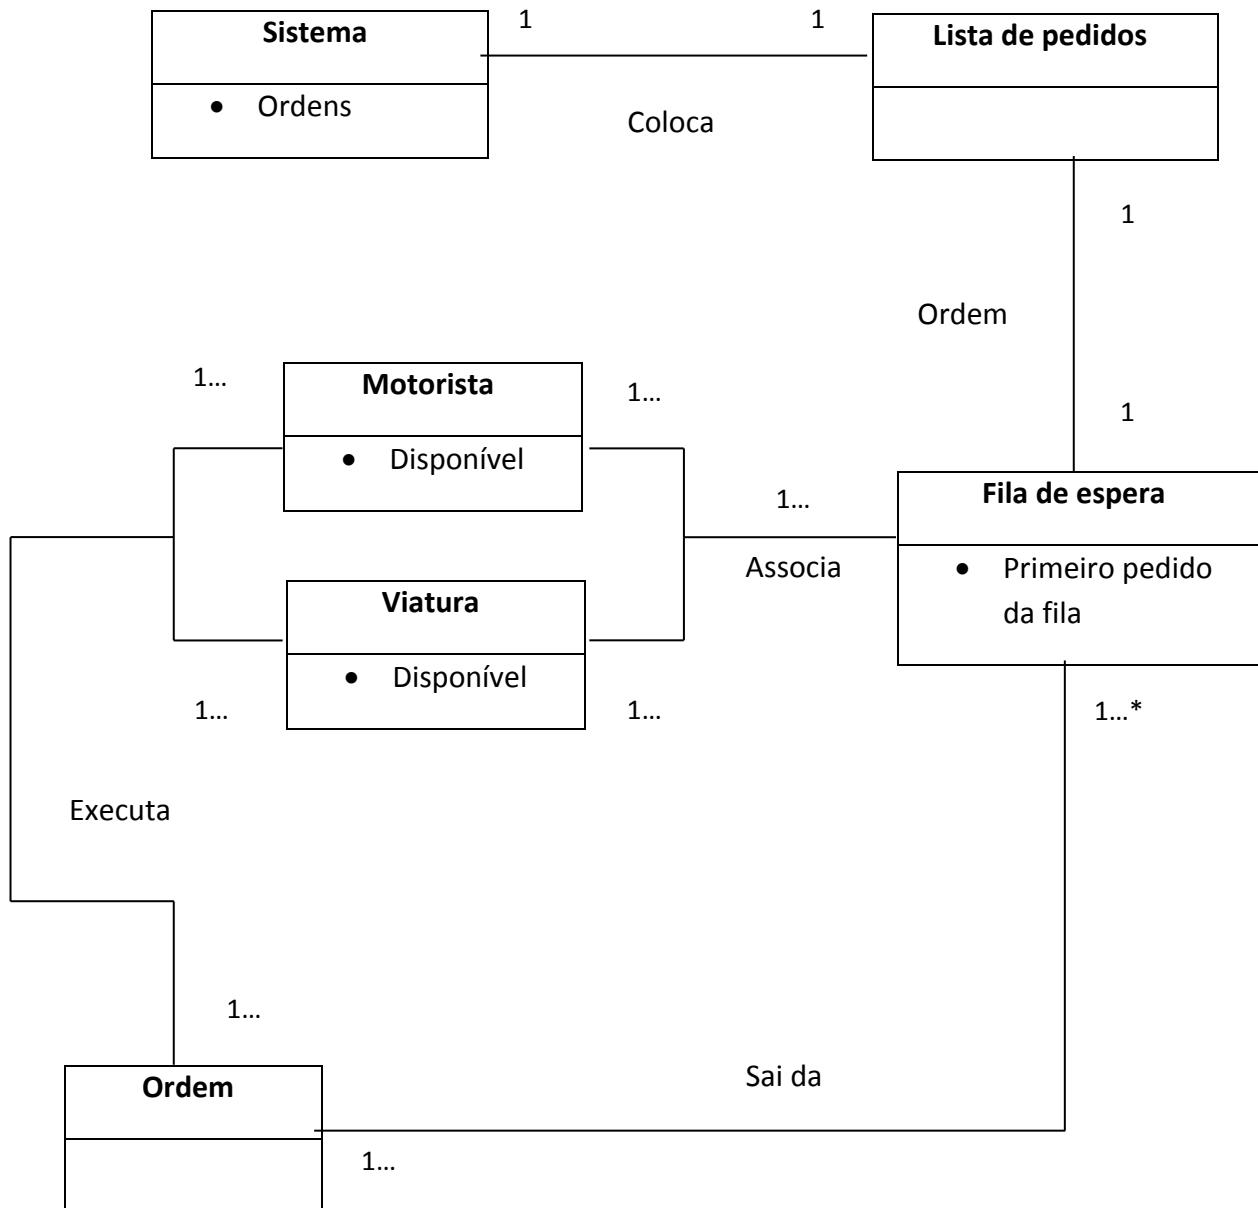 1
1
Sistema
Lista de pedidos
• Ordens
Coloca
1
Ordem
1
1...
Motorista
1...
• Disponível
Fila de espera
1...
• Primeiro pedido
da fila
Associa
Viatura
• Disponível
1...
1...
1...*
Executa
1...
Ordem
Sai da
1...